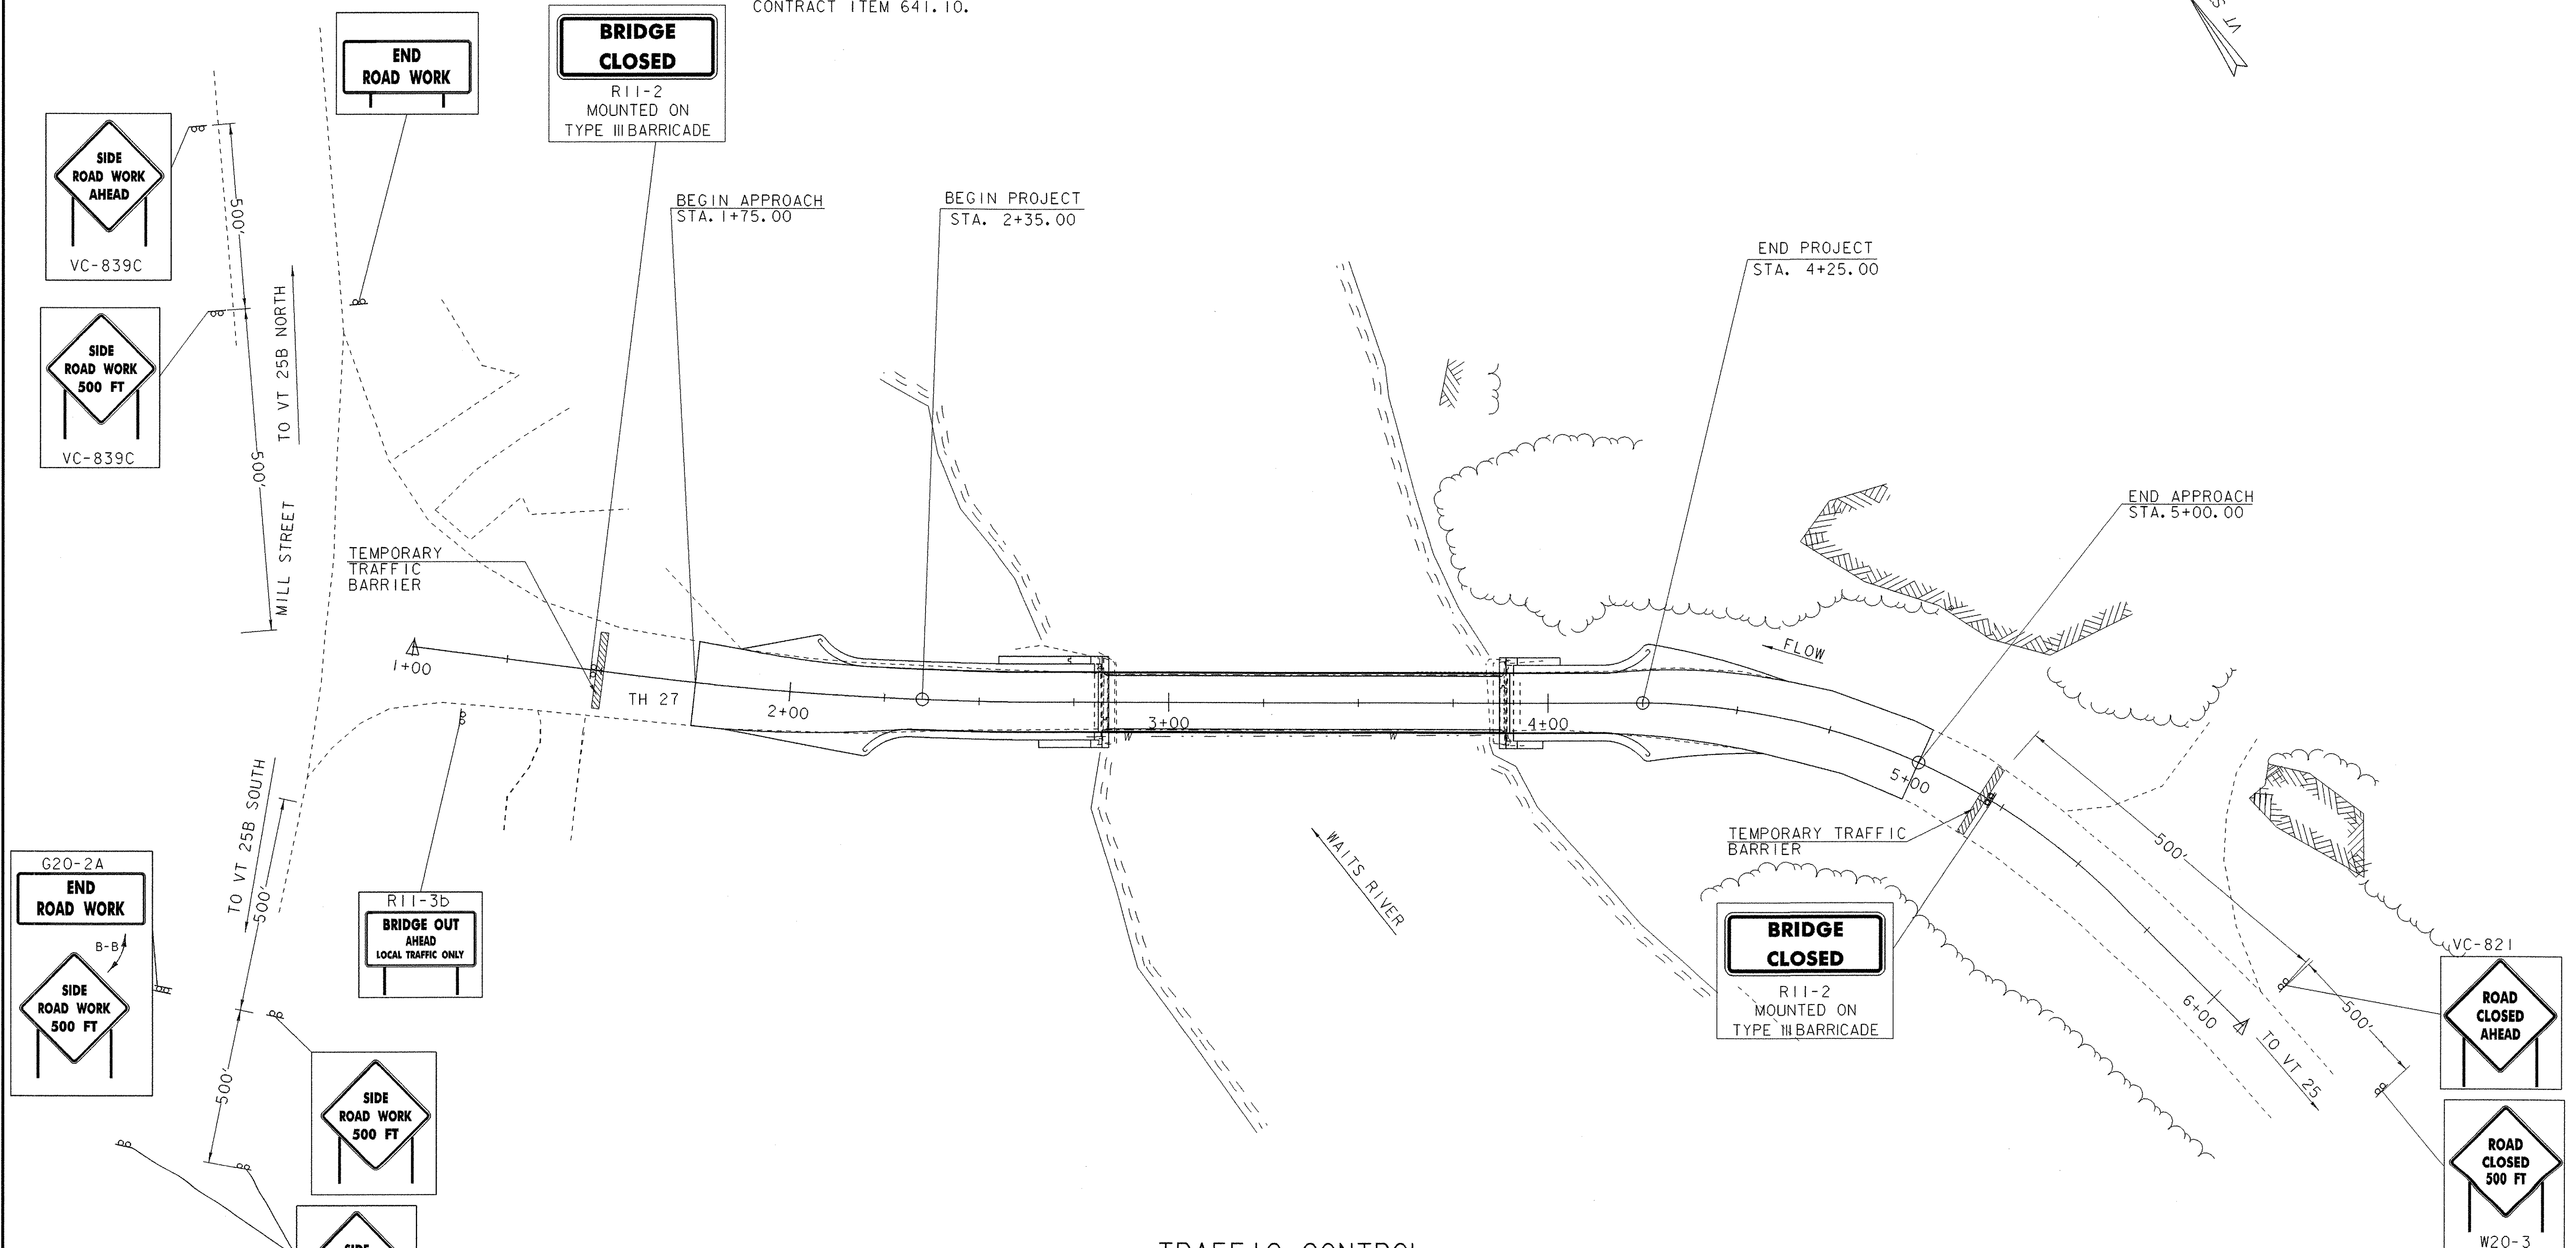 CONTRACT ITEM 641.10.
END
ROAD WORK
BRIDGE
CLOSED
R11-2
MOUNTED ON
TYPE III BARRICADE
SIDE
ROAD WORK
AHEAD
VC-839C
500'
SIDE
ROAD WORK
500 FT
VC-839C
500'
TO VT 25B NORTH
MILL STREET
BEGIN APPROACH
STA. 1+75.00
BEGIN PROJECT
STA. 2+35.00
END PROJECT
STA. 4+25.00
END APPROACH
STA. 5+00.00
TEMPORARY
TRAFFIC
BARRIER
1+00
TH 27
2+00
3+00
W
W
4+00
5+00
6+00
FLOW
WAITS RIVER
TEMPORARY TRAFFIC
BARRIER
500'
500'
TO VT 25
BRIDGE
CLOSED
R11-2
MOUNTED ON
TYPE III BARRICADE
VC-821
ROAD
CLOSED
AHEAD
ROAD
CLOSED
500 FT
W20-3
TO VT 25B SOUTH
500'
500'
G20-2A
END
ROAD WORK
B-B
SIDE
ROAD WORK
500 FT
R11-3b
BRIDGE OUT
AHEAD
LOCAL TRAFFIC ONLY
SIDE
ROAD WORK
500 FT
SIDE
TRAFFIC CONTROL